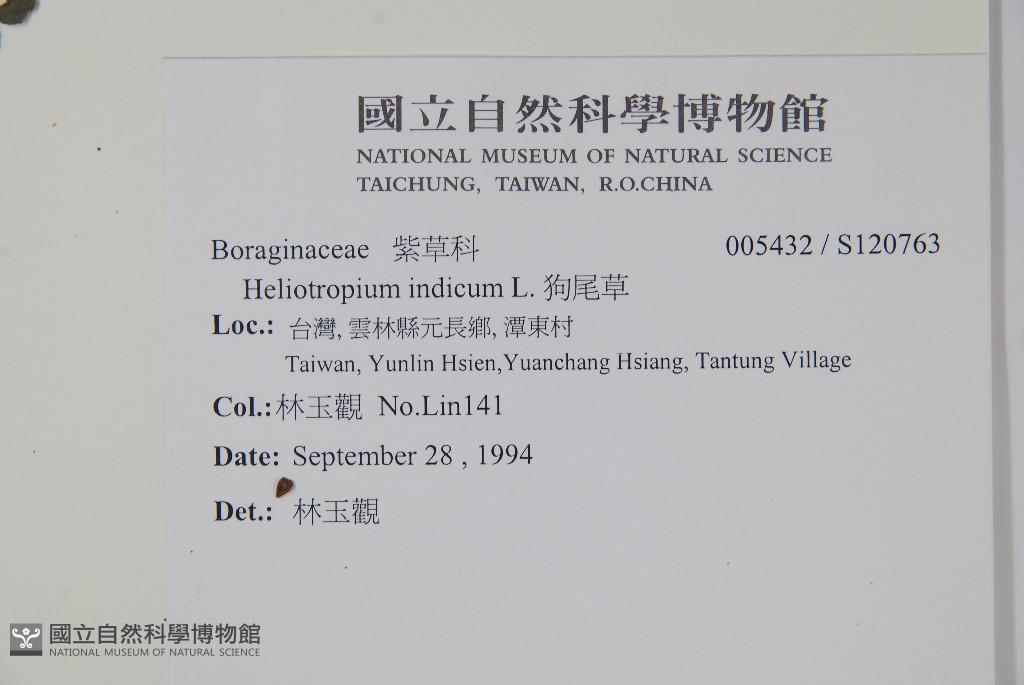 國立自然科學博物館
NATIONAL MUSEUM OF NATURAL SCIENCE
TAICHUNG, TAIWAN, R.O.CHINA
Boraginaceae 紫草科 005432 / S120763
Heliotropium indicum L. 狗尾草
Loc.: 台灣, 雲林縣元長鄉, 潭東村
Taiwan, Yunlin Hsien,Yuanchang Hsiang, Tantung Village
Col.: 林玉觀 No.Lin141
Date: September 28 , 1994
Det.: 林玉觀
國立自然科學博物館
NATIONAL MUSEUM OF NATURAL SCIENCE